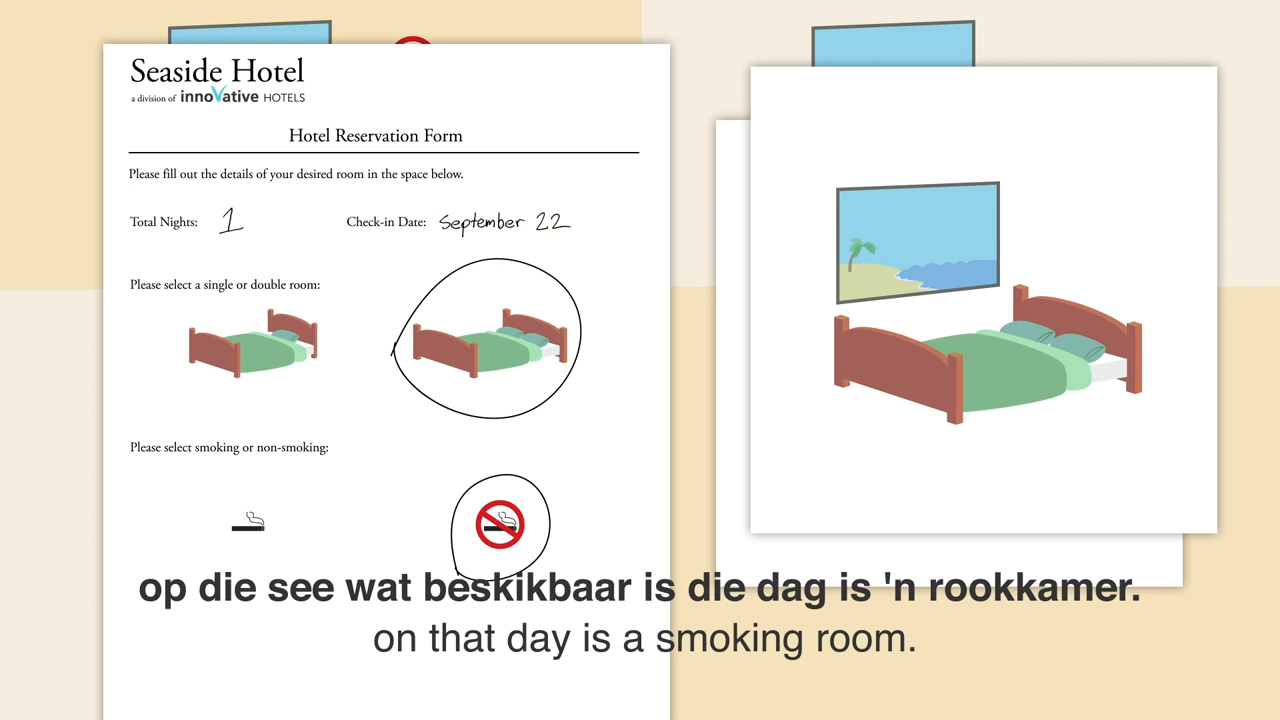 Seaside Hotel
a division of innovative HOTELS
Hotel Reservation Form
Please fill out the details of your desired room in the space below.
Total Nights: 1 Check-in Date: September 22
Please select a single or double room:
Please select smoking or non-smoking:
op die see wat beskikbaar is die dag is 'n rookkamer.
on that day is a smoking room.